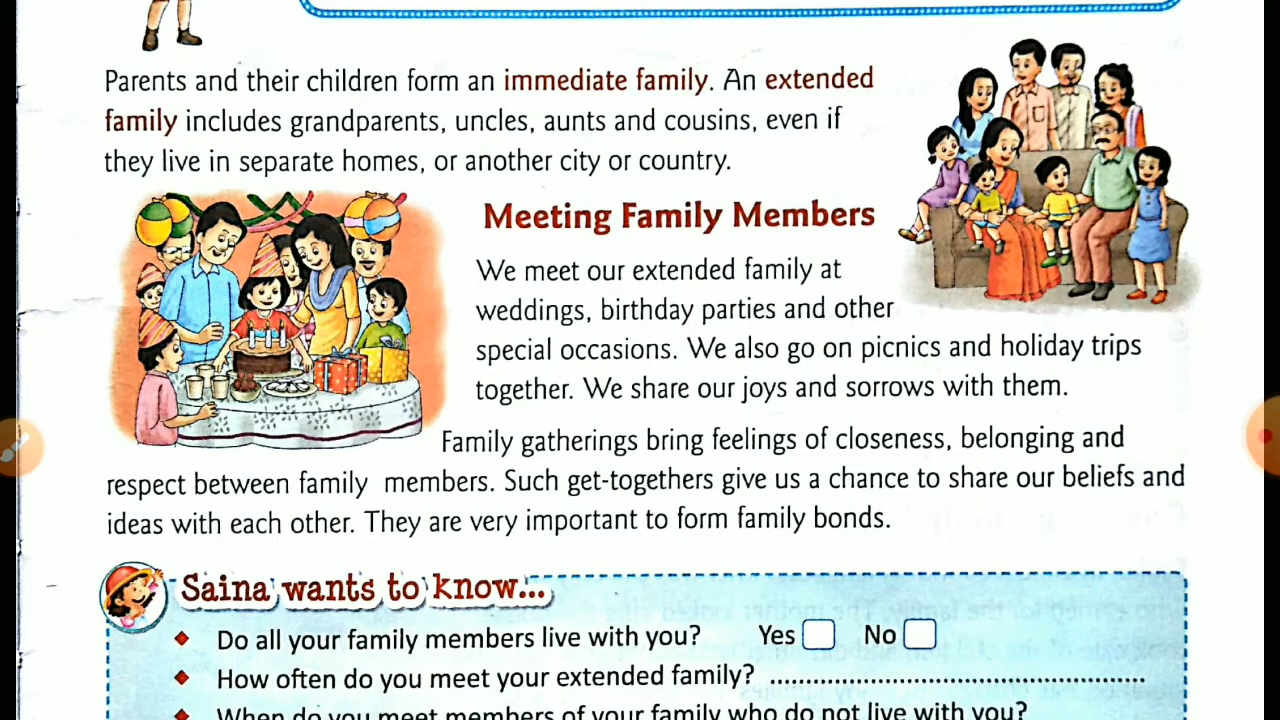 Parents and their children form an immediate family. An extended
family includes grandparents, uncles, aunts and cousins, even if
they live in separate homes, or another city or country.
Meeting Family Members
We meet our extended family at
weddings, birthday parties and other
special occasions. We also go on picnics and holiday trips
together. We share our joys and sorrows with them.
Family gatherings bring feelings of closeness, belonging and
respect between family members. Such get-togethers give us a chance to share our beliefs and
ideas with each other. They are very important to form family bonds.
Saina wants to know...
Do all your family members live with you? Yes No
How often do you meet your extended family? ......................................................
When do you meet members of your family who do not live with you?